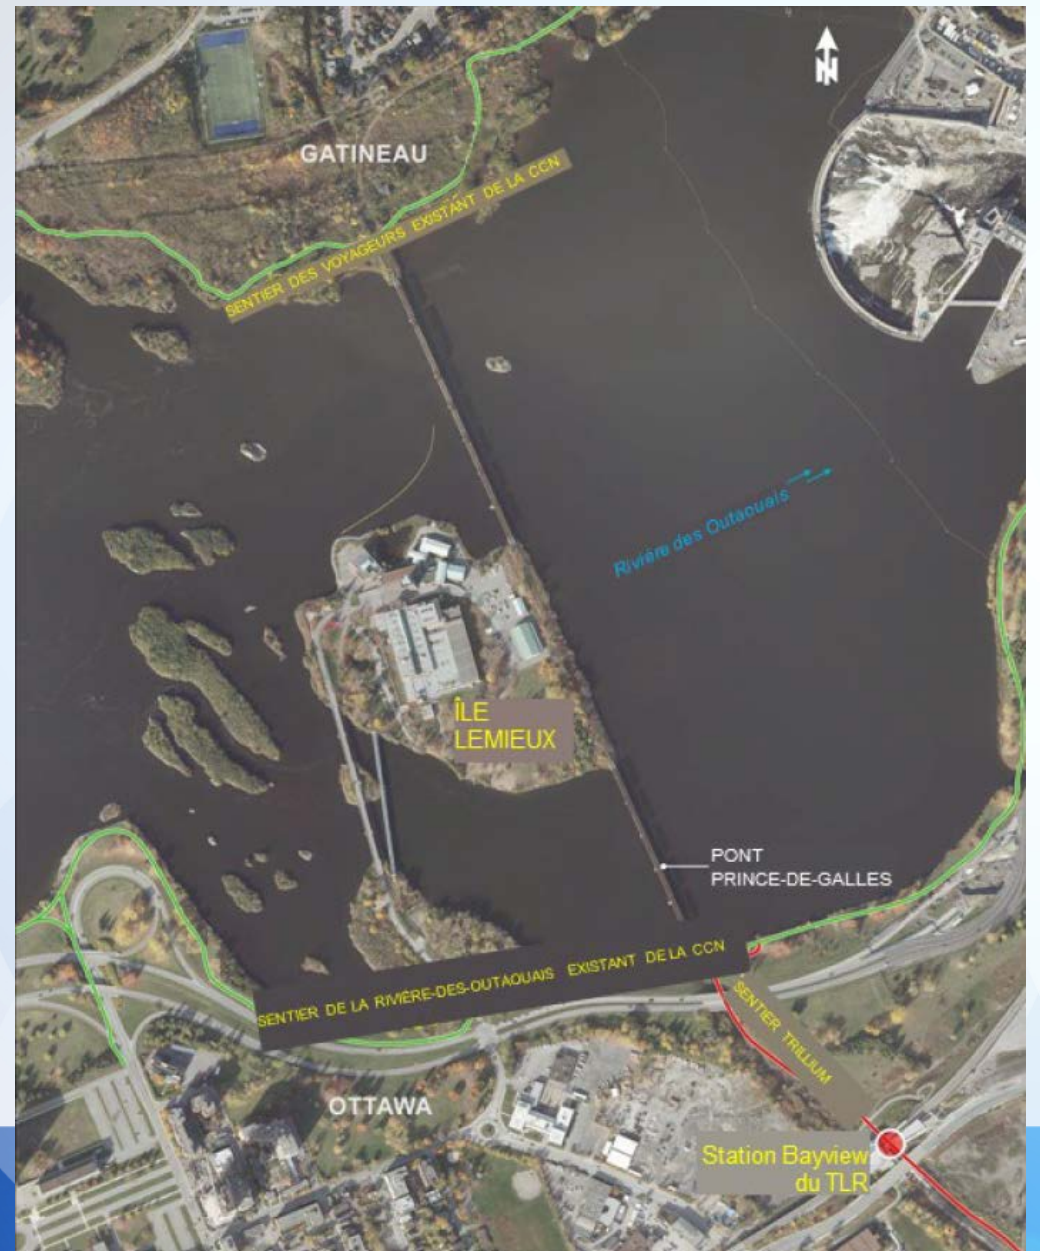 N
GATINEAU
SENTIER DES VOYAGEURS EXISTANT DE LA CCN
Rivière des Outaouais
ÎLE
LEMIEUX
PONT
PRINCE-DE-GALLES
SENTIER DE LA RIVIÈRE-DES-OUTAOUAIS EXISTANT DE LA CCN
SENTIER TRILLIUM
OTTAWA
Station Bayview
du TLR